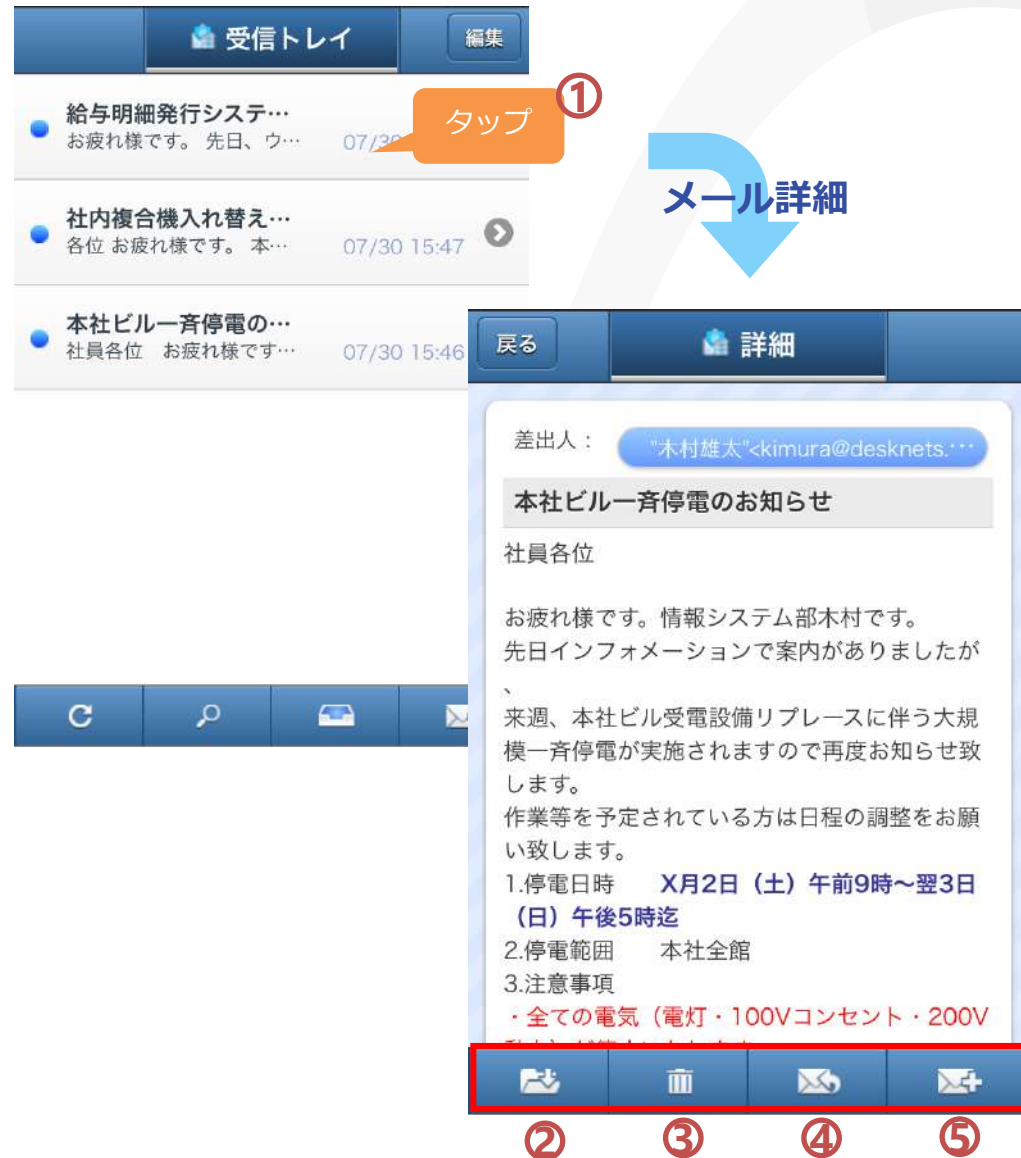 受信トレイ
編集
給与明細発行システ…
お疲れ様です。 先日、ウ…
07/30
タップ
①
社内複合機入れ替え…
各位 お疲れ様です。 本…
07/30 15:47
本社ビル一斉停電の…
社員各位 お疲れ様です…
07/30 15:46
メール詳細
戻る
詳細
差出人：
"木村雄太"<kimura@desknets.…
本社ビル一斉停電のお知らせ
社員各位
お疲れ様です。情報システム部木村です。
先日インフォメーションで案内がありましたが
、
来週、本社ビル受電設備リプレースに伴う大規
模一斉停電が実施されますので再度お知らせ致
します。
作業等を予定されている方は日程の調整をお願
い致します。
1.停電日時 X月2日（土）午前9時～翌3日
（日）午後5時迄
2.停電範囲 本社全館
3.注意事項
・全ての電気（電灯・100Vコンセント・200V
②
③
④
⑤